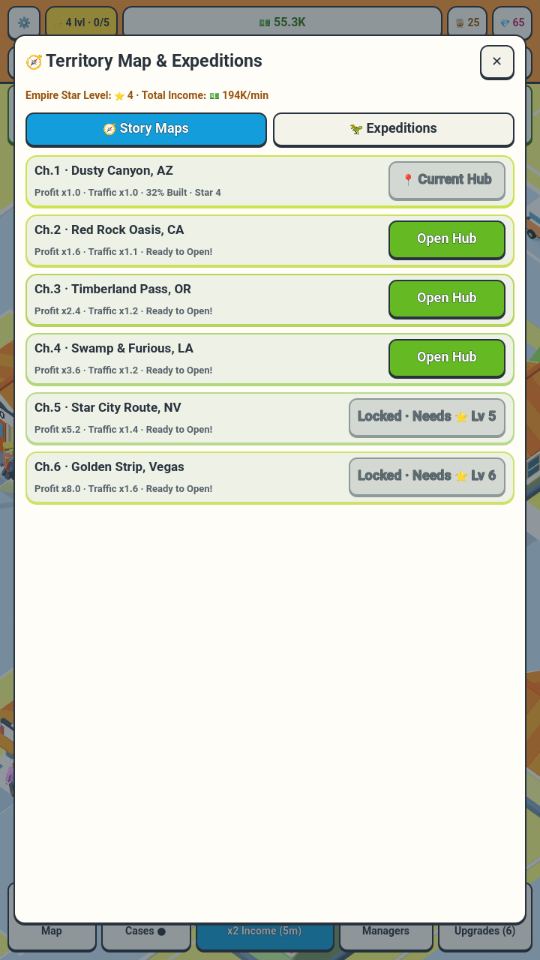 4 lvl · 0/5
55.3K
25
65
Territory Map & Expeditions
×
Empire Star Level: ⭐ 4 · Total Income: 💵 194K/min
Story Maps
Expeditions
Ch.1 · Dusty Canyon, AZ
Profit x1.0 · Traffic x1.0 · 32% Built · Star 4
Current Hub
Ch.2 · Red Rock Oasis, CA
Profit x1.6 · Traffic x1.1 · Ready to Open!
Open Hub
Ch.3 · Timberland Pass, OR
Profit x2.4 · Traffic x1.2 · Ready to Open!
Open Hub
Ch.4 · Swamp & Furious, LA
Profit x3.6 · Traffic x1.2 · Ready to Open!
Open Hub
Ch.5 · Star City Route, NV
Profit x5.2 · Traffic x1.4 · Ready to Open!
Locked · Needs ⭐ Lv 5
Ch.6 · Golden Strip, Vegas
Profit x8.0 · Traffic x1.6 · Ready to Open!
Locked · Needs ⭐ Lv 6
Map
Cases ●
x2 Income (5m)
Managers
Upgrades (6)